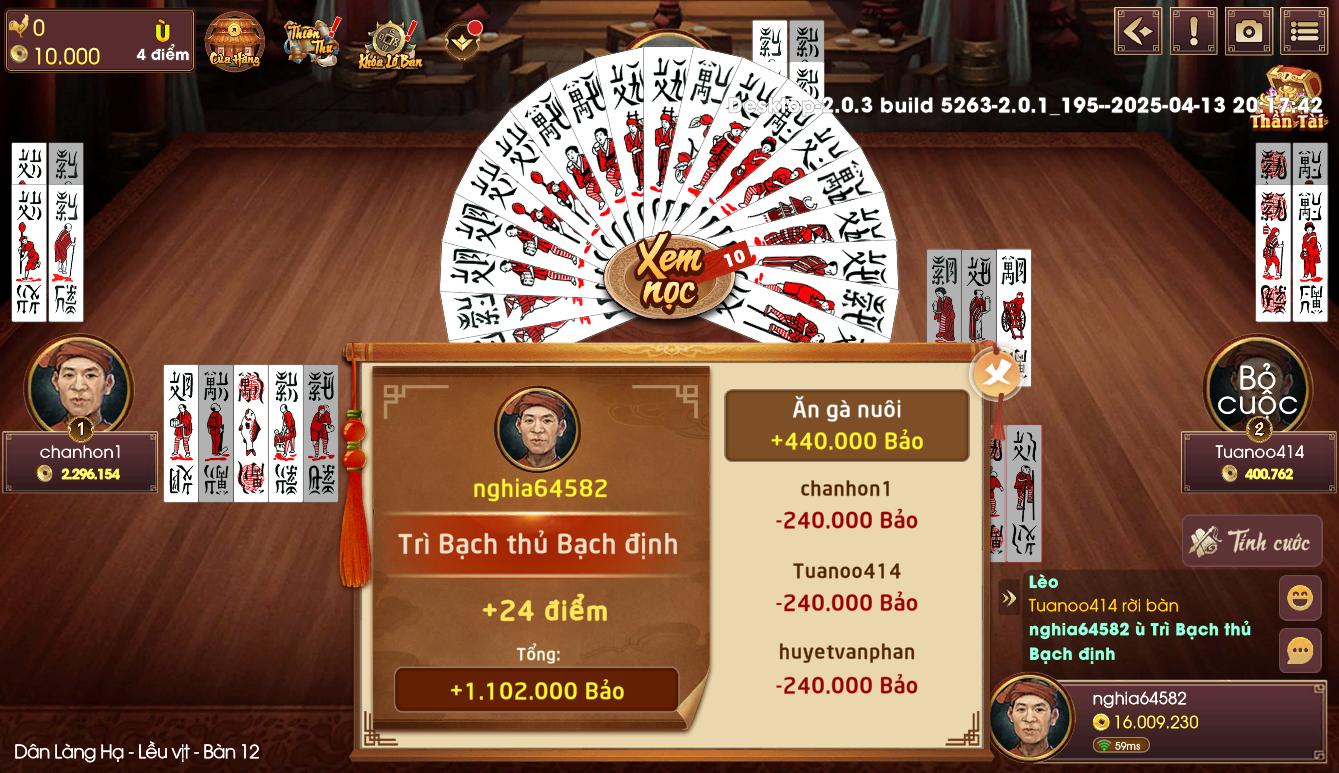 0
10.000
Ù
4 điểm
Cửa Hàng
Thiên Thu
Khóa Lỗ Ban
Desktop-2.0.3 build 5263-2.0.1_195--2025-04-13 20:17:42
Thần Tài
Xem
nọc
10
chanhon1
1
2.296.154
Bỏ
cuộc
2
Tuanoo414
400.762
nghia64582
Trì Bạch thủ Bạch định
+24 điểm
Tổng:
+1.102.000 Bảo
Ăn gà nuôi
+440.000 Bảo
chanhon1
-240.000 Bảo
Tuanoo414
-240.000 Bảo
huyetvanphan
-240.000 Bảo
Tính cước
Lèo
Tuanoo414 rời bàn
nghia64582 ù Trì Bạch thủ
Bạch định
nghia64582
16.009.230
59ms
Dân Làng Hạ - Lều vịt - Bàn 12